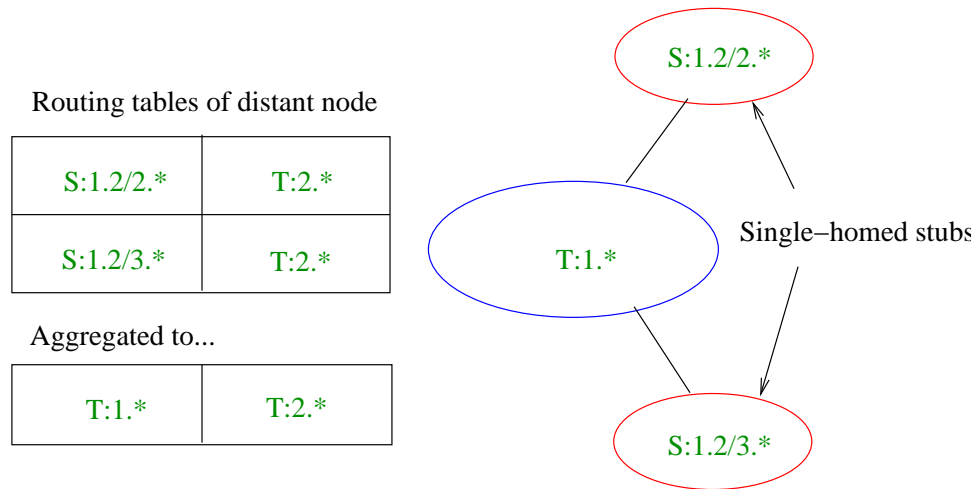 Routing tables of distant node
S:1.2/2.* T:2.*
S:1.2/3.* T:2.*
Aggregated to...
T:1.* T:2.*
S:1.2/2.*
T:1.*
Single−homed stubs
S:1.2/3.*